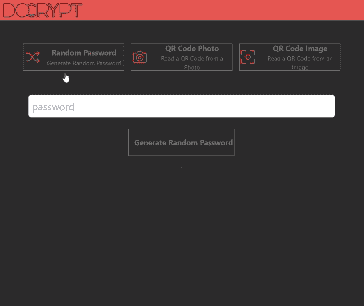 DCRYPT
Random Password
Generate Random Password
QR Code Photo
Read a QR Code from a
Photo
QR Code Image
Read a QR Code from an
Image
password
Generate Random Password